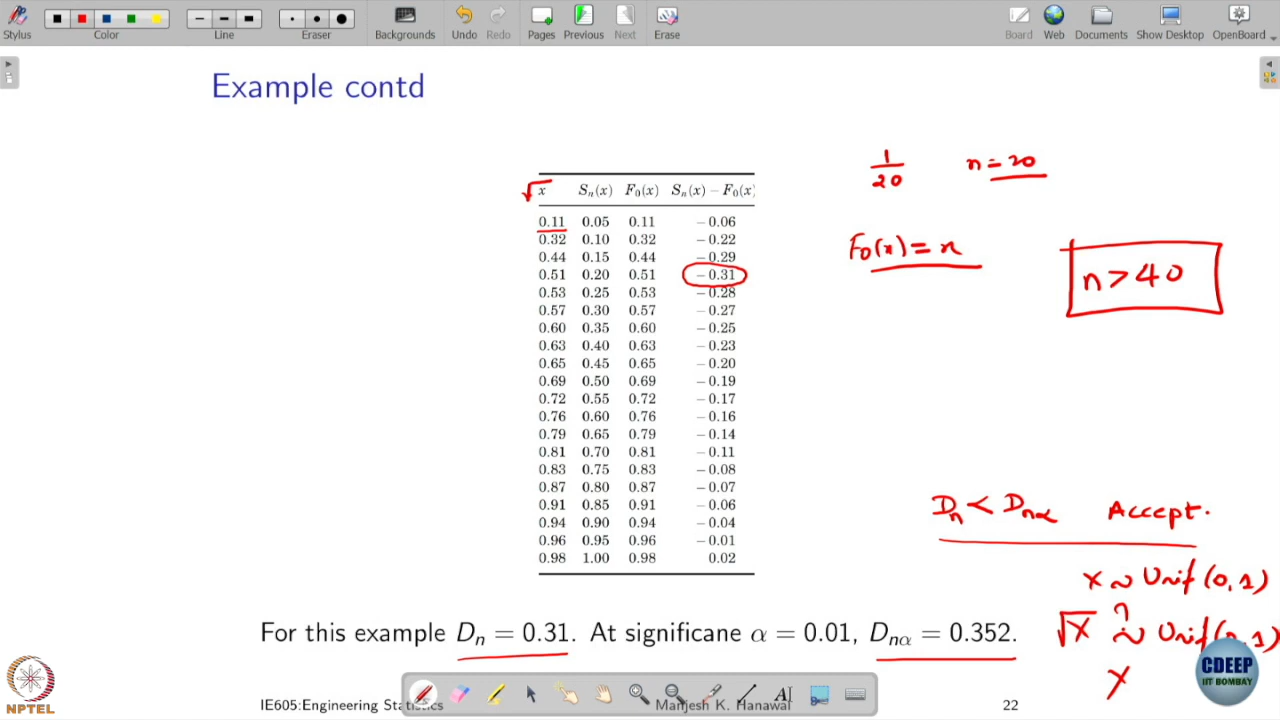 Stylus Color Line Eraser Backgrounds Undo Redo Pages Previous Next Erase Board Web Documents Show Desktop OpenBoard
Example contd
x Sn(x) F0(x) Sn(x) − F0(x)
0.11 0.05 0.11 −0.06
0.32 0.10 0.32 −0.22
0.44 0.15 0.44 −0.29
0.51 0.20 0.51 −0.31
0.53 0.25 0.53 −0.28
0.57 0.30 0.57 −0.27
0.60 0.35 0.60 −0.25
0.63 0.40 0.63 −0.23
0.65 0.45 0.65 −0.20
0.69 0.50 0.69 −0.19
0.72 0.55 0.72 −0.17
0.76 0.60 0.76 −0.16
0.79 0.65 0.79 −0.14
0.81 0.70 0.81 −0.11
0.83 0.75 0.83 −0.08
0.87 0.80 0.87 −0.07
0.91 0.85 0.91 −0.06
0.94 0.90 0.94 −0.04
0.96 0.95 0.96 −0.01
0.98 1.00 0.98 0.02
1/20 n = 20
F0(x) = x
n > 40
Dn < Dnα Accept.
X ~ Unif(0,1)
√X ?~ Unif(0,1)
X
For this example Dn = 0.31. At significane α = 0.01, Dnα = 0.352.
NPTEL
IE605:Engineering Statistics Manjesh K. Hanawal 22
CDEEP
IIT BOMBAY